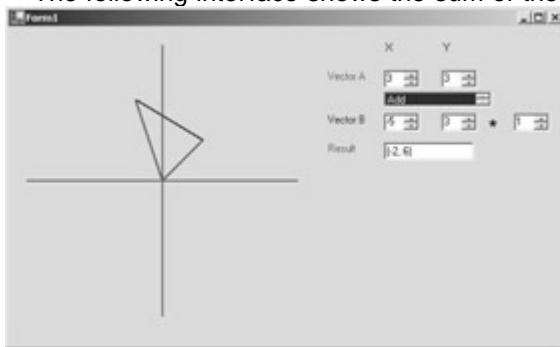 The following interface shows the sum of the
Form1
X Y
Vector A 3 3
Add
Vector B -5 3 * 1
Result (-2, 6)